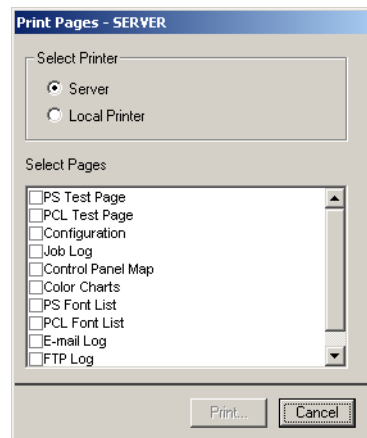 Print Pages - SERVER
Select Printer
Server
Local Printer
Select Pages
PS Test Page
PCL Test Page
Configuration
Job Log
Control Panel Map
Color Charts
PS Font List
PCL Font List
E-mail Log
FTP Log
Print... Cancel